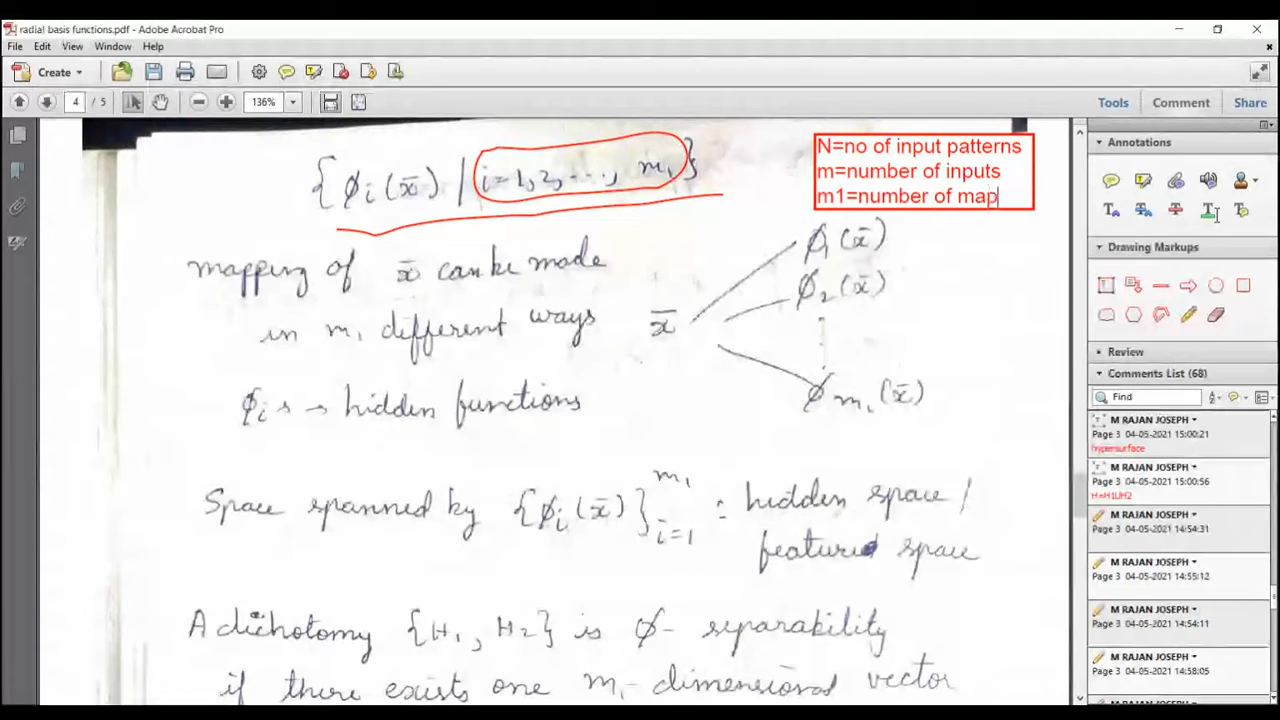 radial basis functions.pdf - Adobe Acrobat Pro
File Edit View Window Help
Create
4 / 5 136% Tools Comment Share
{ϕi(x̄) | i=1,2,...., m1}
N=no of input patterns
m=number of inputs
m1=number of map
mapping of x̄ can be made
in m1 different ways
x̄
ϕ1(x̄)
ϕ2(x̄)
ϕm1(x̄)
ϕi s → hidden functions
Space spanned by {ϕi(x̄)}i=1 m1 : hidden space /
feature space
A dichotomy {H1, H2} is ϕ- separability
if there exists one m1-dimensional vector
Annotations
Drawing Markups
Review
Comments List (68)
Find
M RAJAN JOSEPH
Page 3 04-05-2021 15:00:21
hypersurface
M RAJAN JOSEPH
Page 3 04-05-2021 15:00:56
H=H1UH2
M RAJAN JOSEPH
Page 3 04-05-2021 14:54:31
M RAJAN JOSEPH
Page 3 04-05-2021 14:55:12
M RAJAN JOSEPH
Page 3 04-05-2021 14:54:11
M RAJAN JOSEPH
Page 3 04-05-2021 14:58:05
M RAJAN JOSEPH